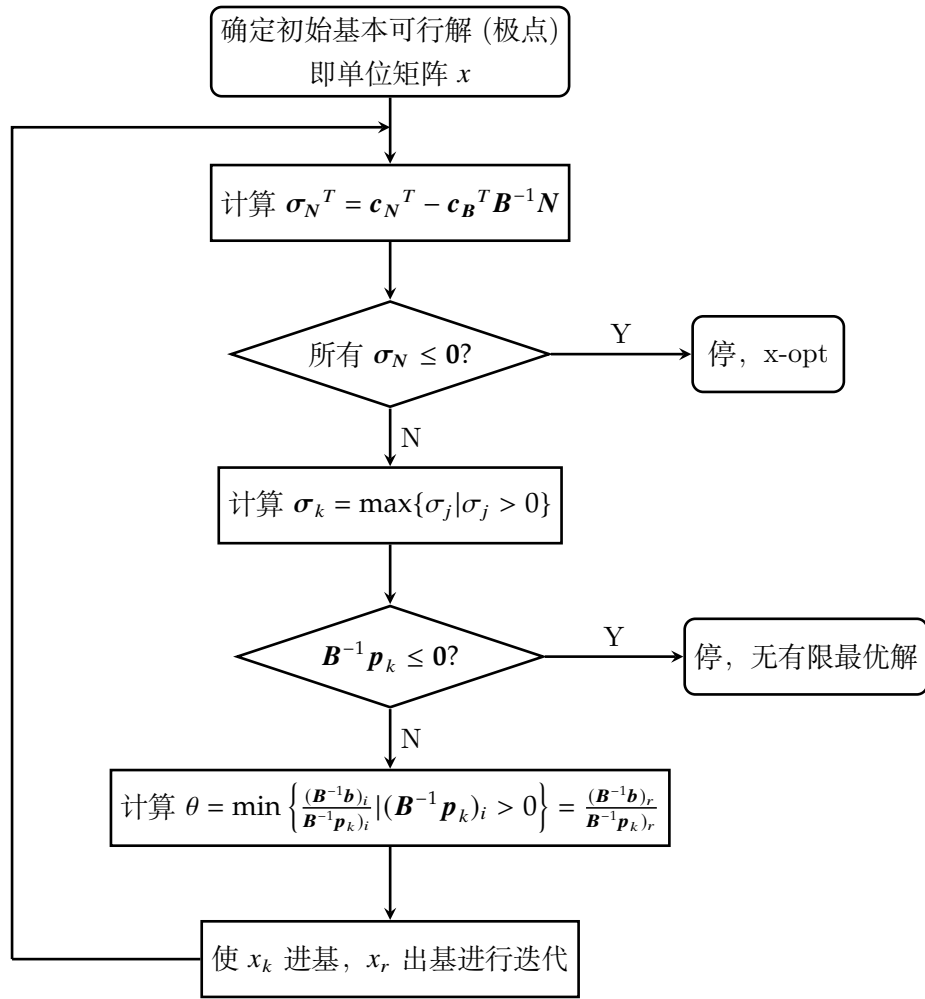 确定初始基本可行解 (极点)
即单位矩阵 x
计算 σ_N^T = c_N^T − c_B^T B^{−1} N
所有 σ_N ≤ 0?
Y
停，x-opt
N
计算 σ_k = max{σ_j|σ_j > 0}
B^{−1} p_k ≤ 0?
Y
停，无有限最优解
N
计算 θ = min { (B^{−1}b)_i / B^{−1}p_k)_i | (B^{−1} p_k)_i > 0 } = (B^{−1}b)_r / B^{−1}p_k)_r
使 x_k 进基，x_r 出基进行迭代